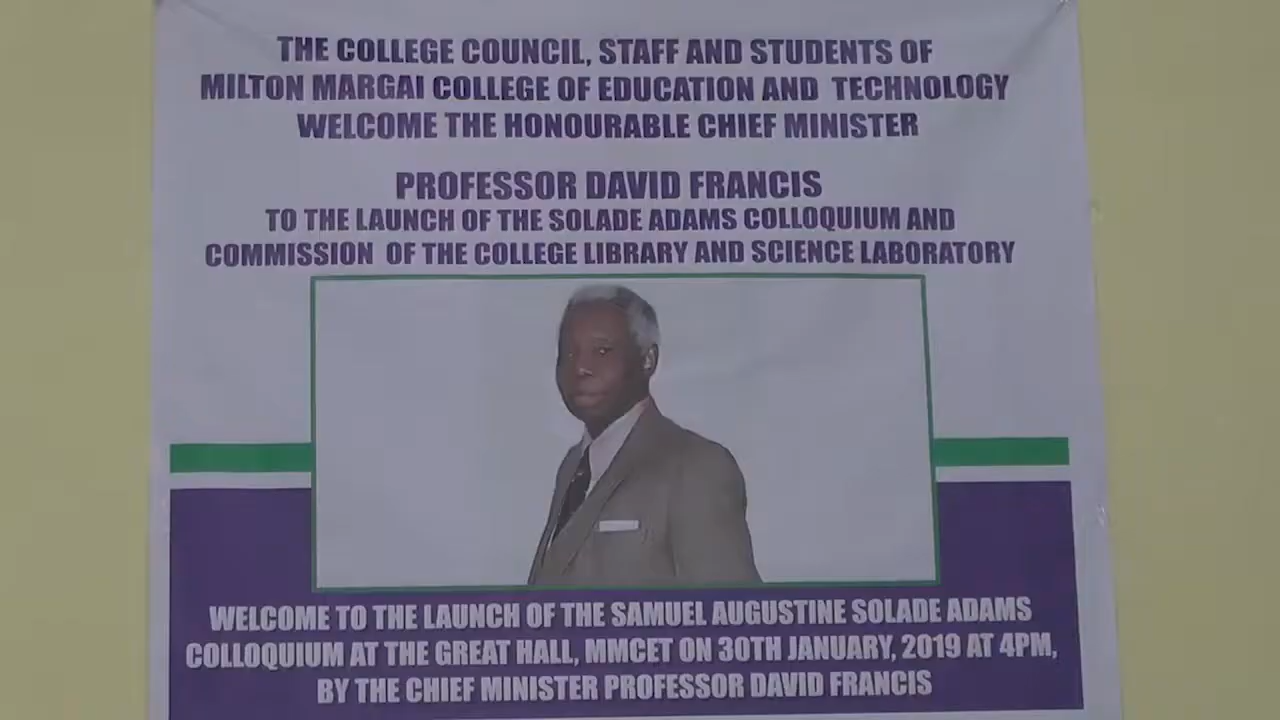 THE COLLEGE COUNCIL, STAFF AND STUDENTS OF
MILTON MARGAI COLLEGE OF EDUCATION AND TECHNOLOGY
WELCOME THE HONOURABLE CHIEF MINISTER
PROFESSOR DAVID FRANCIS
TO THE LAUNCH OF THE SOLADE ADAMS COLLOQUIUM AND
COMMISSION OF THE COLLEGE LIBRARY AND SCIENCE LABORATORY
WELCOME TO THE LAUNCH OF THE SAMUEL AUGUSTINE SOLADE ADAMS
COLLOQUIUM AT THE GREAT HALL, MMCET ON 30TH JANUARY, 2019 AT 4PM,
BY THE CHIEF MINISTER PROFESSOR DAVID FRANCIS